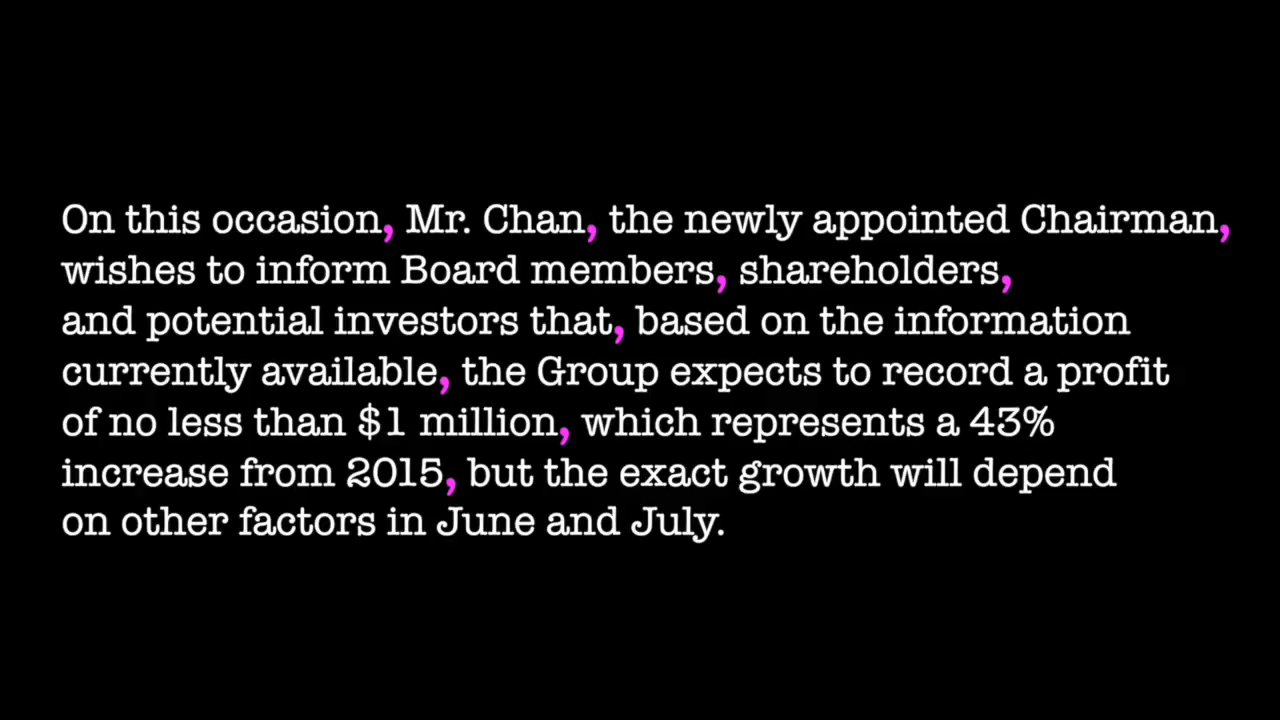 On this occasion, Mr. Chan, the newly appointed Chairman,
wishes to inform Board members, shareholders,
and potential investors that, based on the information
currently available, the Group expects to record a profit
of no less than $1 million, which represents a 43%
increase from 2015, but the exact growth will depend
on other factors in June and July.